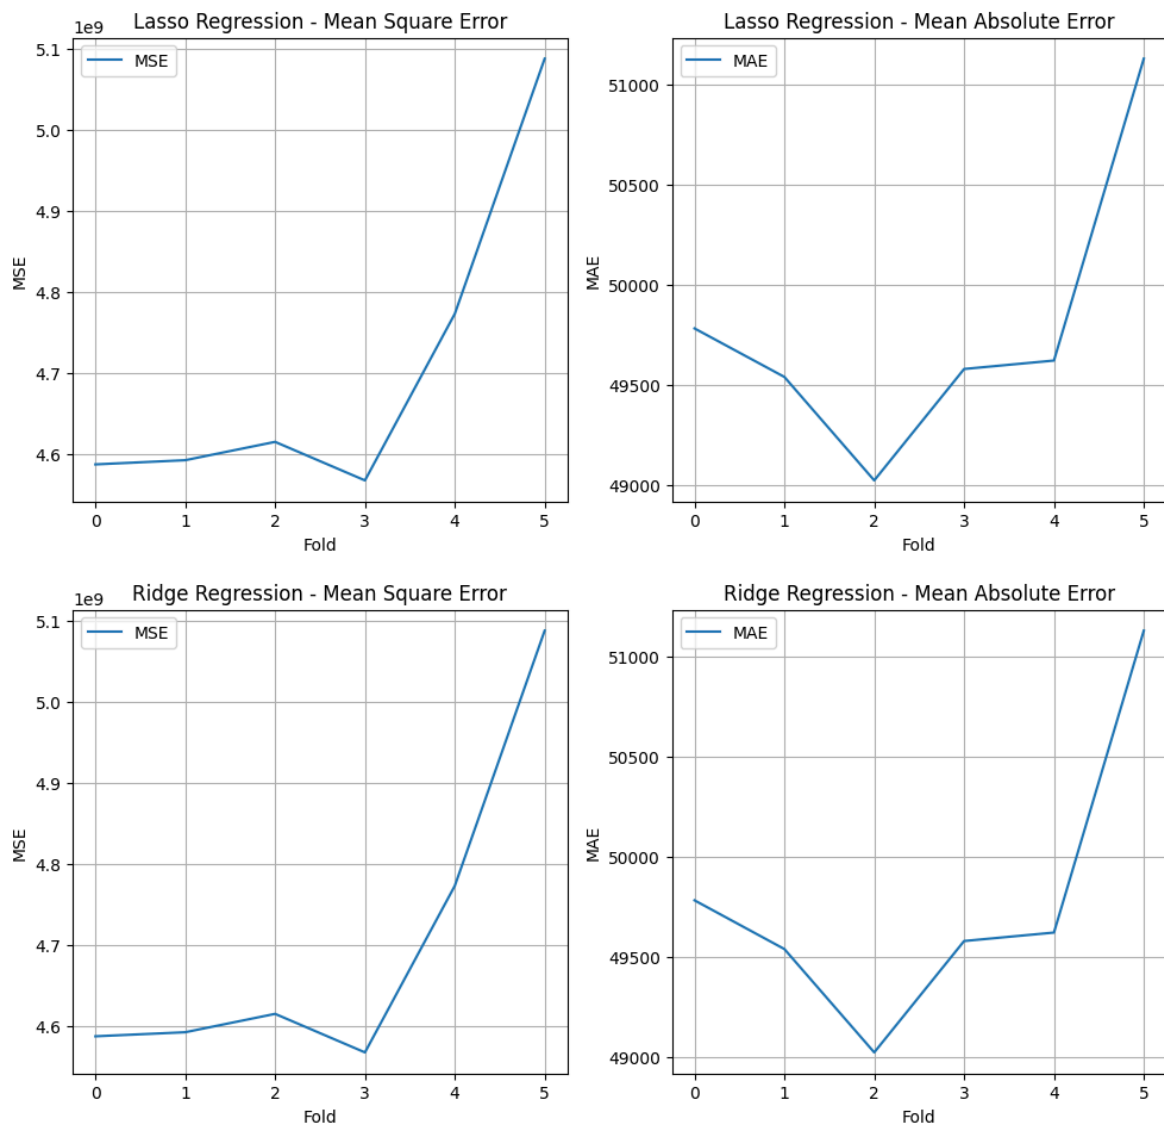 Lasso Regression - Mean Square Error
1e9
MSE
5.1
5.0
4.9
4.8
4.7
4.6
MSE
0 1 2 3 4 5
Fold
Lasso Regression - Mean Absolute Error
MAE
51000
50500
50000
49500
49000
MAE
0 1 2 3 4 5
Fold
Ridge Regression - Mean Square Error
1e9
MSE
5.1
5.0
4.9
4.8
4.7
4.6
MSE
0 1 2 3 4 5
Fold
Ridge Regression - Mean Absolute Error
MAE
51000
50500
50000
49500
49000
MAE
0 1 2 3 4 5
Fold